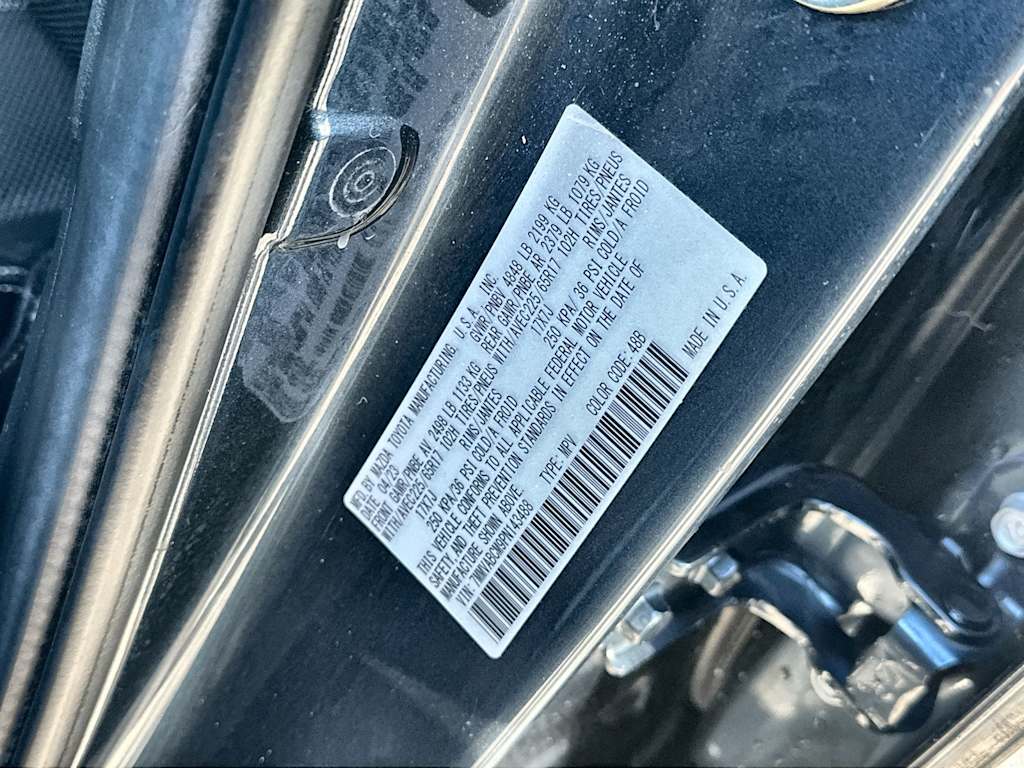 MFD BY MAZDA TOYOTA MANUFACTURING, U.S.A., INC.
DATE 04/23 GVWR/PNBV 4848 LB 2199 KG
FRONT GAWR/PNBE AV 2498 LB 1133 KG REAR GAWR/PNBE AR 2379 LB 1079 KG
WITH/AVEC225/65R17 102H TIRES/PNEUS WITH/AVEC225/65R17 102H TIRES/PNEUS
17X7J RIMS/JANTES 17X7J RIMS/JANTES
250 KPA/36 PSI COLD/A FROID 250 KPA/36 PSI COLD/A FROID
THIS VEHICLE CONFORMS TO ALL APPLICABLE FEDERAL MOTOR VEHICLE
SAFETY AND THEFT PREVENTION STANDARDS IN EFFECT ON THE DATE OF
MANUFACTURE SHOWN ABOVE.
VIN: TYPE: MPV COLOR CODE: 48B
MADE IN U.S.A.